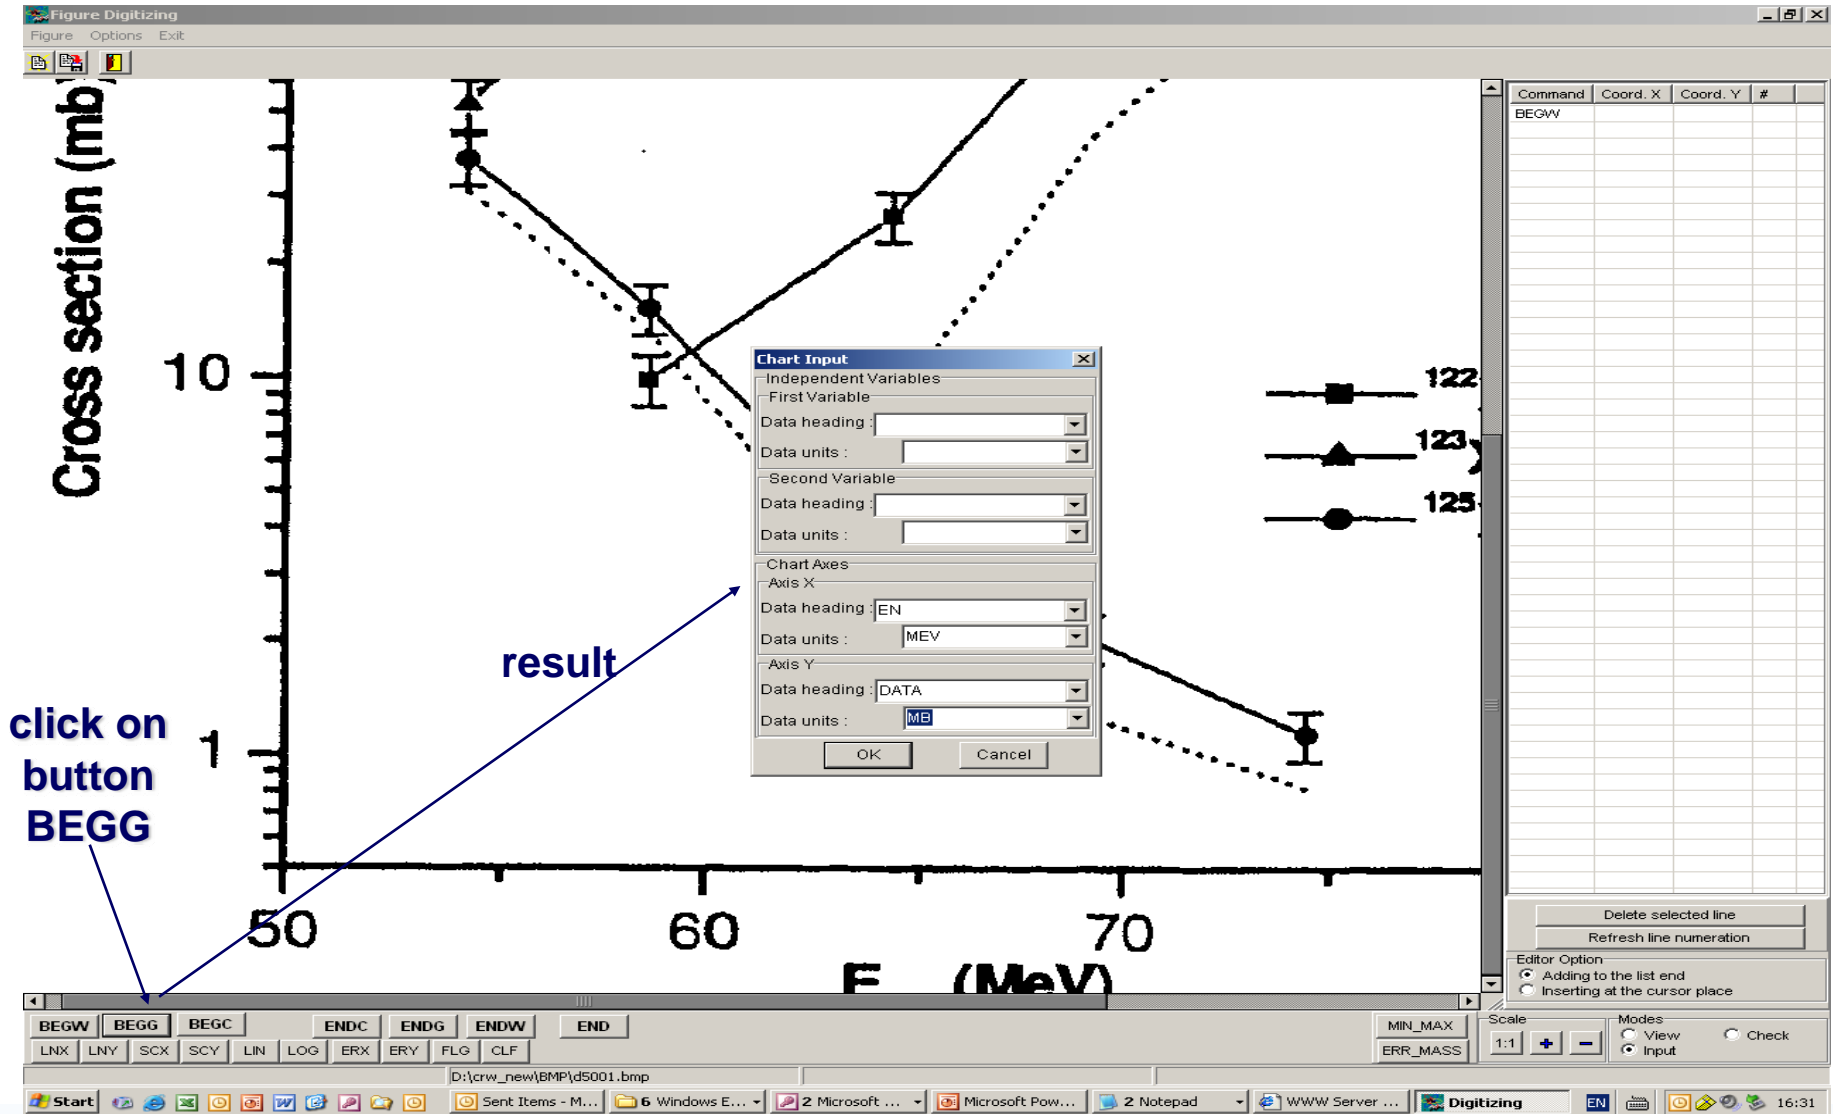 Figure Digitizing
Figure Options Exit
Cross section (mb)
10
1
50 60 70
E (MeV)
122
123
125
result
click on
button
BEGG
Chart Input
Independent Variables
First Variable
Data heading :
Data units :
Second Variable
Data heading :
Data units :
Chart Axes
Axis X
Data heading : EN
Data units : MEV
Axis Y
Data heading : DATA
Data units : MB
OK Cancel
Command Coord. X Coord. Y #
BEGW
Delete selected line
Refresh line numeration
Editor Option
Adding to the list end
Inserting at the cursor place
BEGW BEGG BEGC ENDC ENDG ENDW END
LNX LNY SCX SCY LIN LOG ERX ERY FLG CLF
MIN_MAX
ERR_MASS
Scale
1:1 + −
Modes
View Check
Input
D:\crw_new\BMP\d5001.bmp
Start Sent Items - M... 6 Windows E... 2 Microsoft ... Microsoft Pow... 2 Notepad WWW Server ... Digitizing EN 16:31